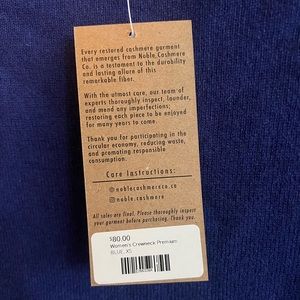 Every restored cashmere garment
that emerges from Noble Cashmere
Co. is a testament to the durability
and lasting allure of this
remarkable fiber.
With the utmost care, our team of
experts thoroughly inspect, launder,
and mend any imperfections;
restoring each piece to be enjoyed
for many years to come.
Thank you for participating in the
circular economy, reducing waste,
and promoting responsible
consumption.
Care Instructions:
noblecashmereco.co
noble.cashmere
All sales are final. Please thoroughly inspect
your garment before purchasing. Thank you.
$80.00
Women's Crewneck Premium
BLUE, XS